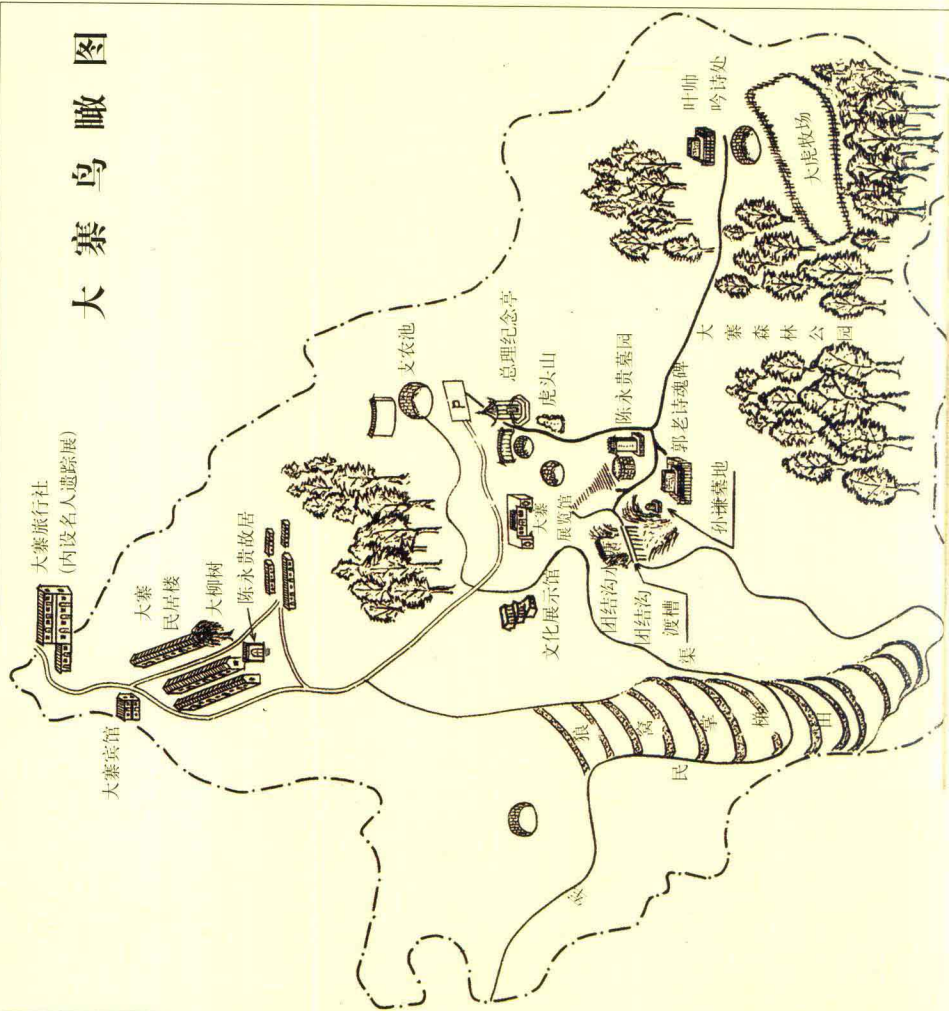 大寨鸟瞰图
大寨旅行社
(内设名人遗踪展)
大寨宾馆
大寨
民居楼
大柳树
陈永贵故居
支农池
P
总理纪念亭
虎头山
大寨
展览馆
文化展示馆
陈永贵墓园
郭老诗魂碑
孙谦墓地
团结沟水
团结沟
渡槽
渠
民
狼窝掌梯田
叶帅
吟诗处
大虎牧场
大寨森林公园